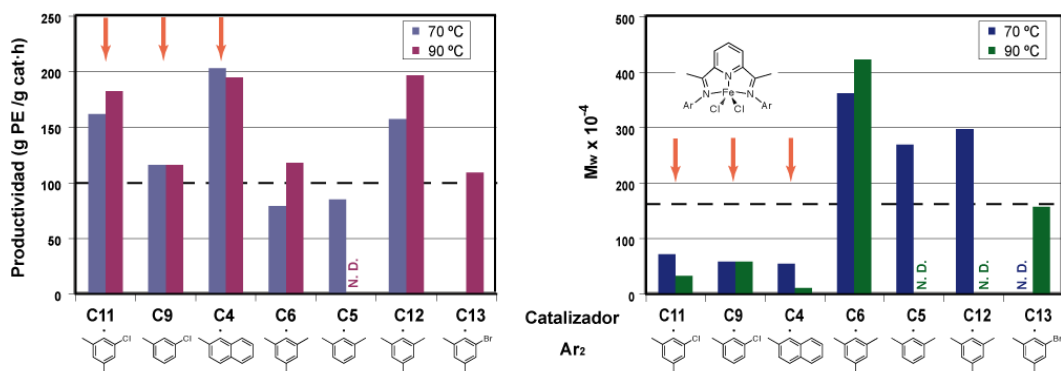 Productividad (g PE /g cat·h)
250
200
150
100
50
0
70 ºC
90 ºC
N. D.
C11
C9
C4
C6
C5
C12
C13
Cl
Cl
Br
Catalizador
Ar2
Mw x 10-4
500
400
300
200
100
0
70 ºC
90 ºC
N
N
Fe
N
Ar
Ar
Cl
Cl
N. D.
N. D.
N. D.
C11
C9
C4
C6
C5
C12
C13
Cl
Cl
Br